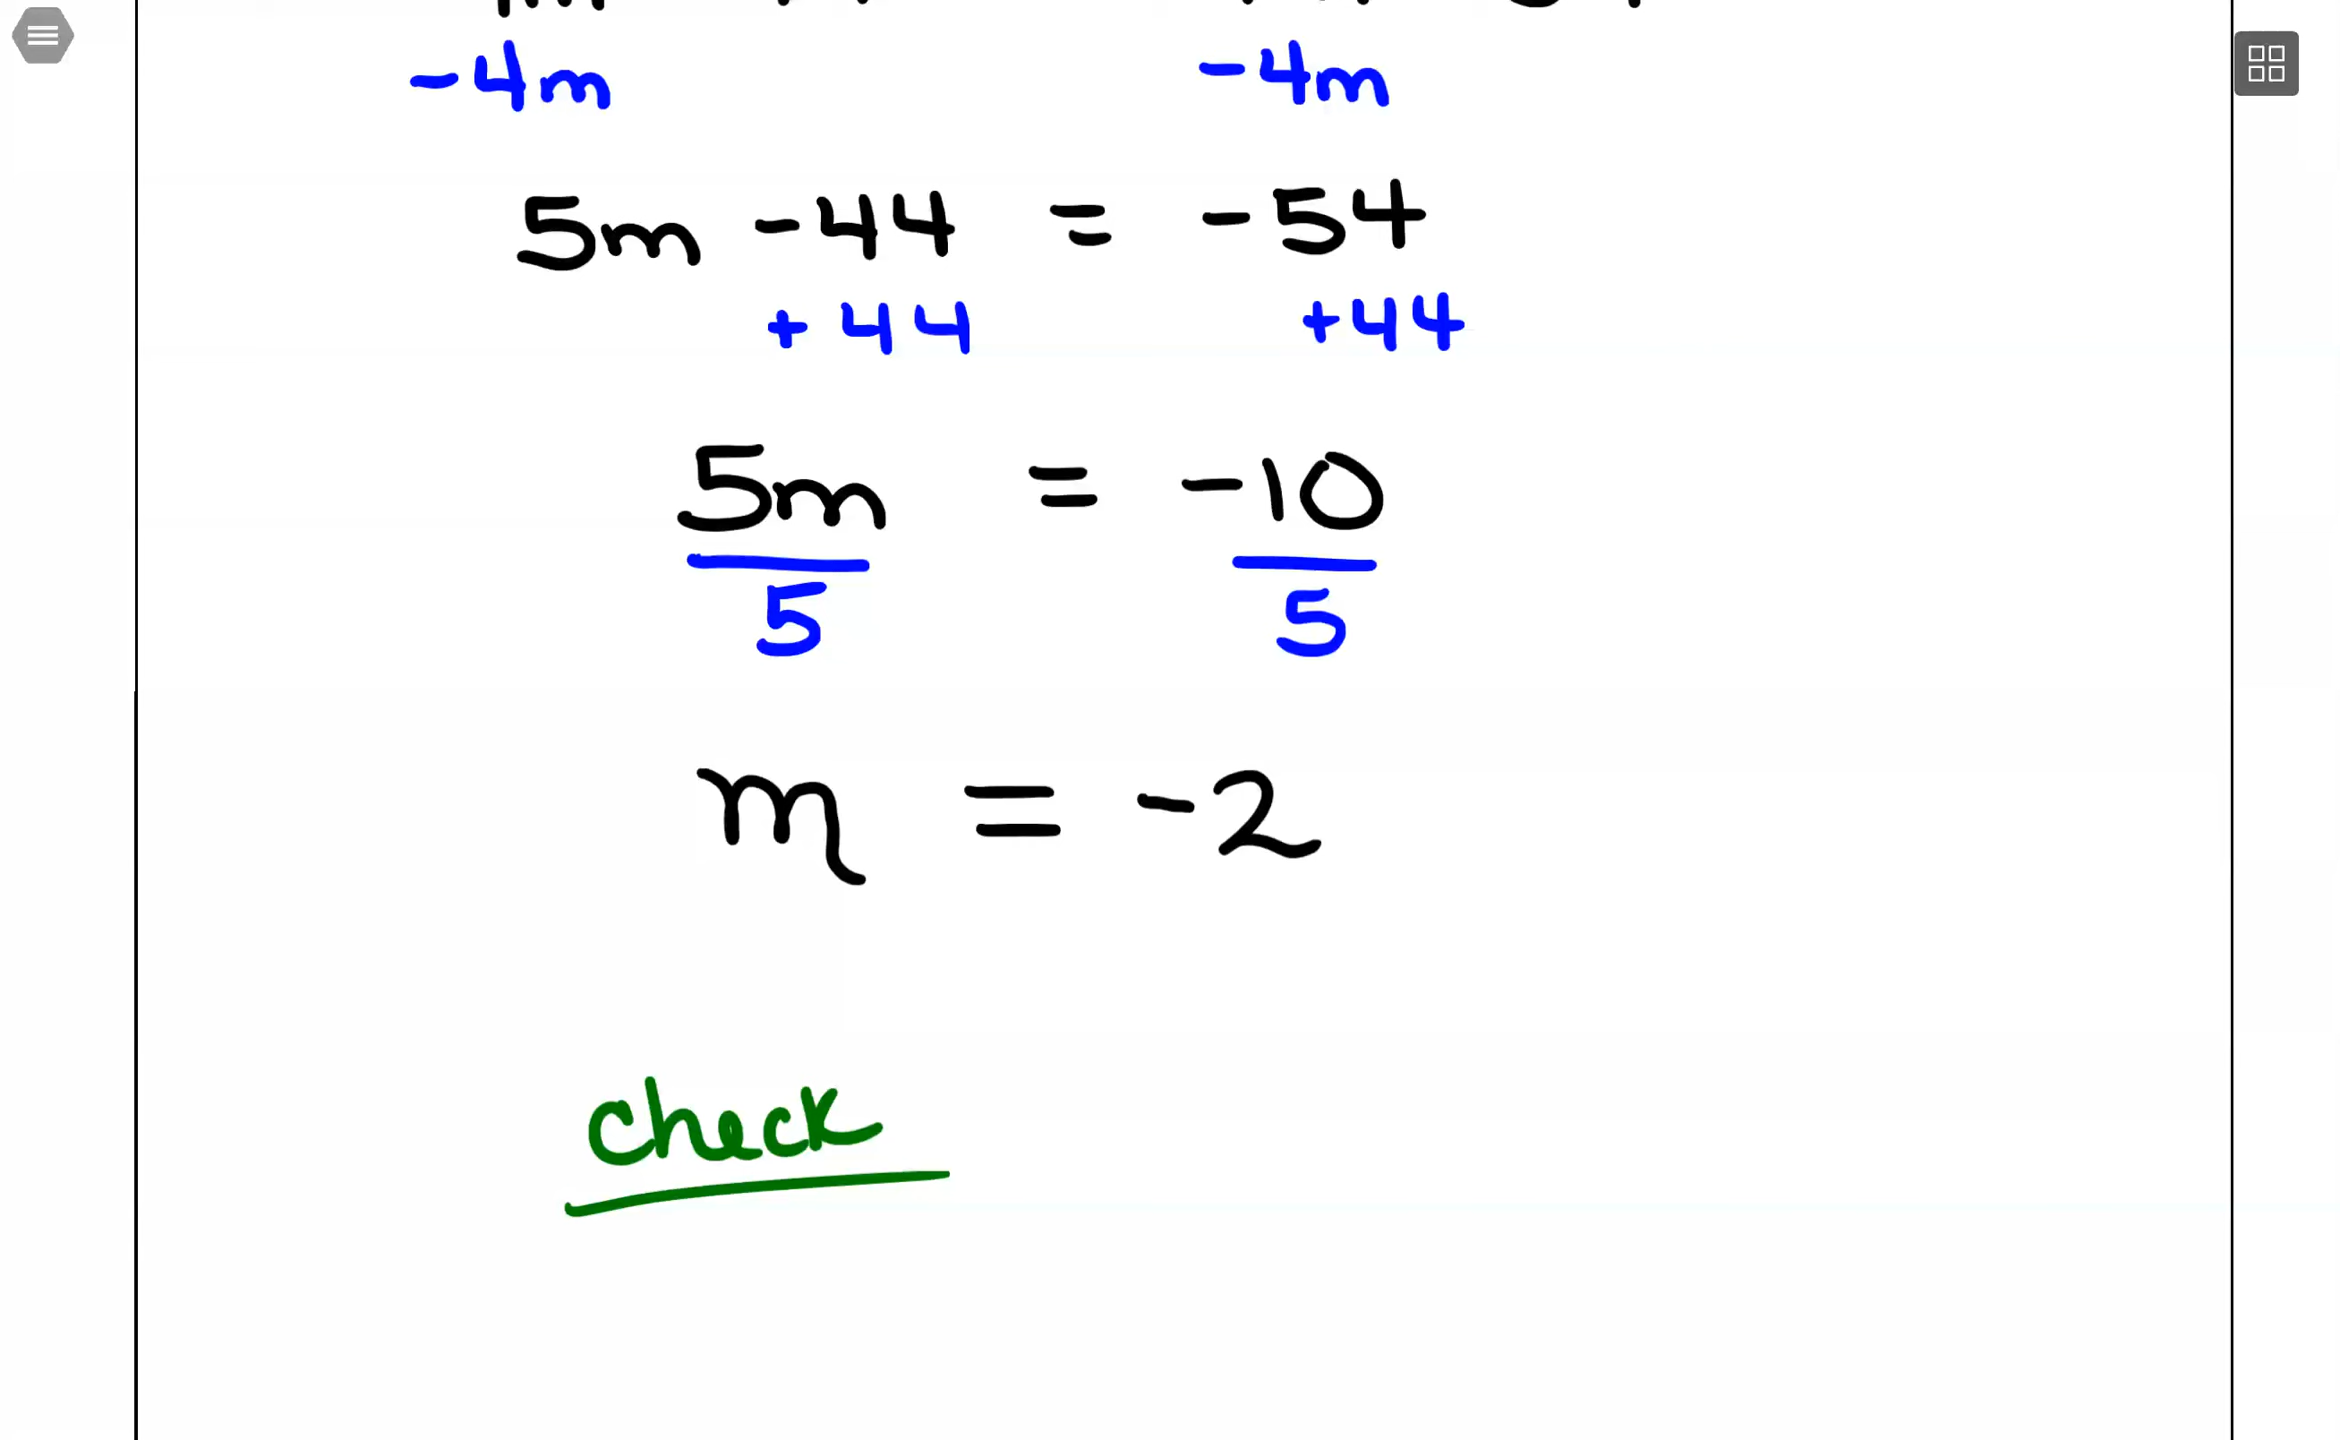 -4m -4m
5m -44 = -54
+44 +44
5m = -10
5 5
m = -2
check